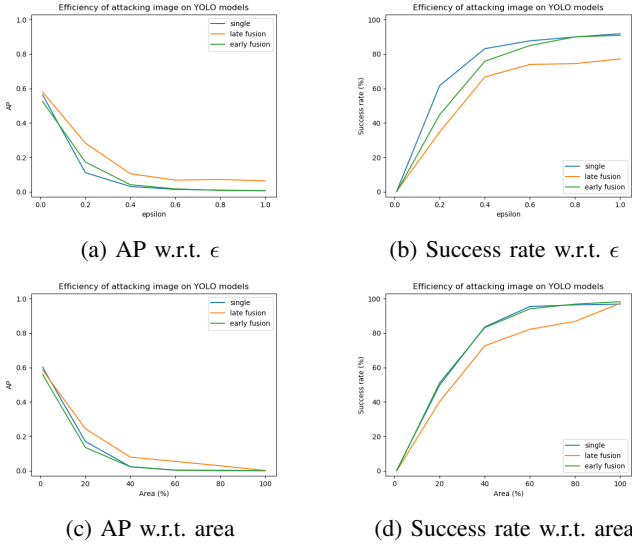 Efficiency of attacking image on YOLO models
1.0
0.8
0.6
0.4
0.2
0.0
AP
single
late fusion
early fusion
0.0 0.2 0.4 0.6 0.8 1.0
epsilon
(a) AP w.r.t. ϵ
Efficiency of attacking image on YOLO models
100
80
60
40
20
0
Success rate (%)
single
late fusion
early fusion
0.0 0.2 0.4 0.6 0.8 1.0
epsilon
(b) Success rate w.r.t. ϵ
Efficiency of attacking image on YOLO models
1.0
0.8
0.6
0.4
0.2
0.0
AP
single
late fusion
early fusion
0 20 40 60 80 100
Area (%)
(c) AP w.r.t. area
Efficiency of attacking image on YOLO models
100
80
60
40
20
0
Success rate (%)
single
late fusion
early fusion
0 20 40 60 80 100
Area (%)
(d) Success rate w.r.t. area